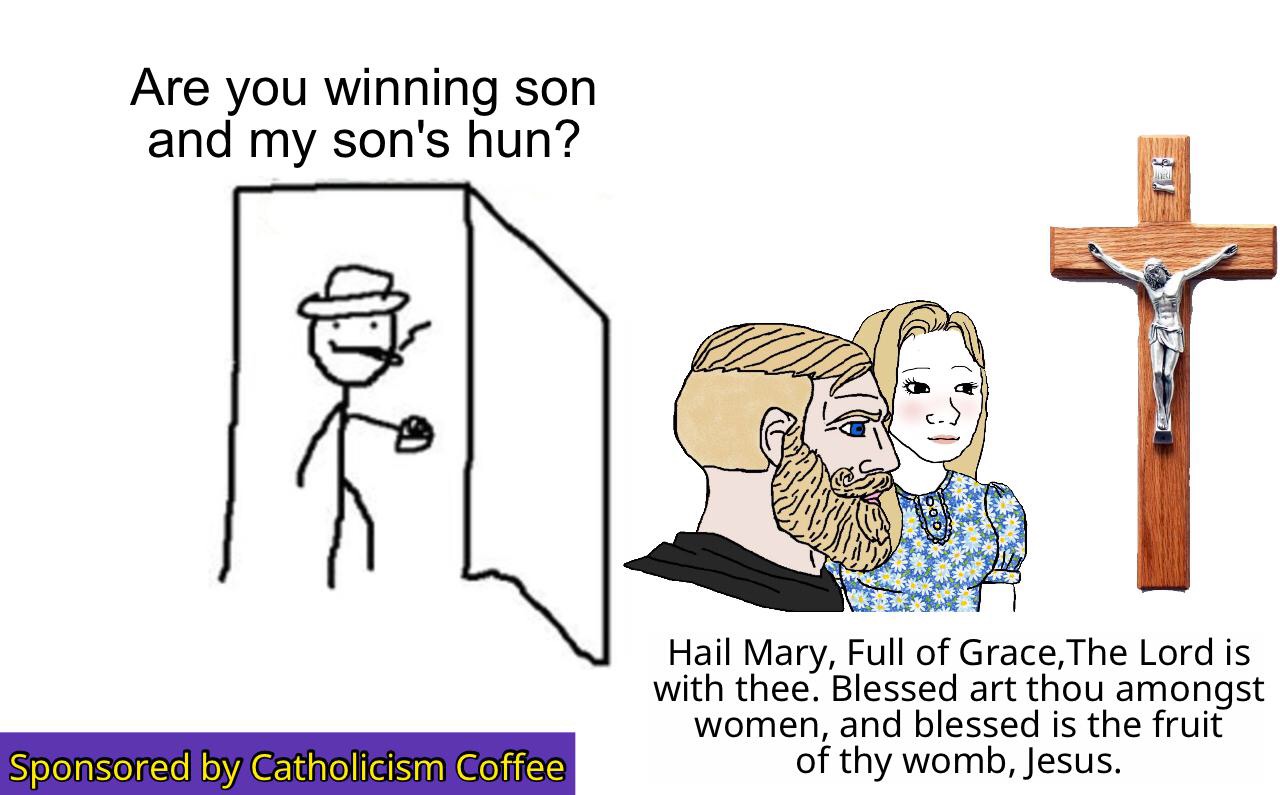 Are you winning son
and my son's hun?
Hail Mary, Full of Grace,The Lord is
with thee. Blessed art thou amongst
women, and blessed is the fruit
of thy womb, Jesus.
Sponsored by Catholicism Coffee